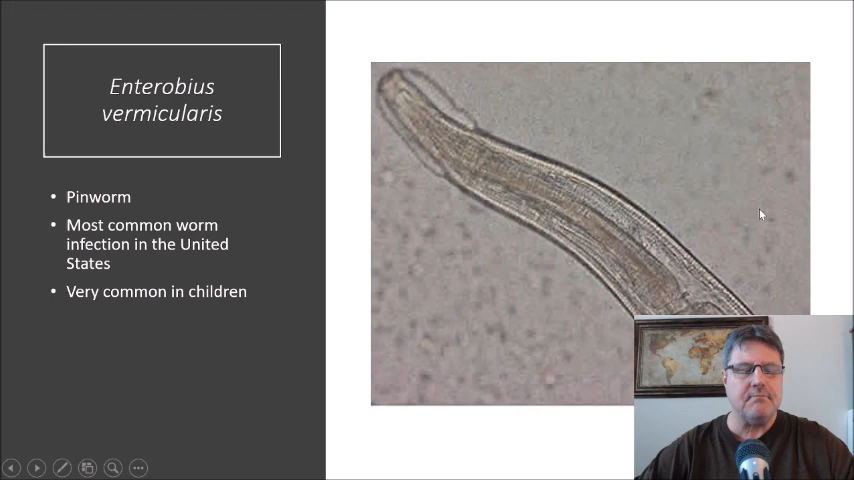 Enterobius
vermicularis
• Pinworm
• Most common worm
infection in the United
States
• Very common in children